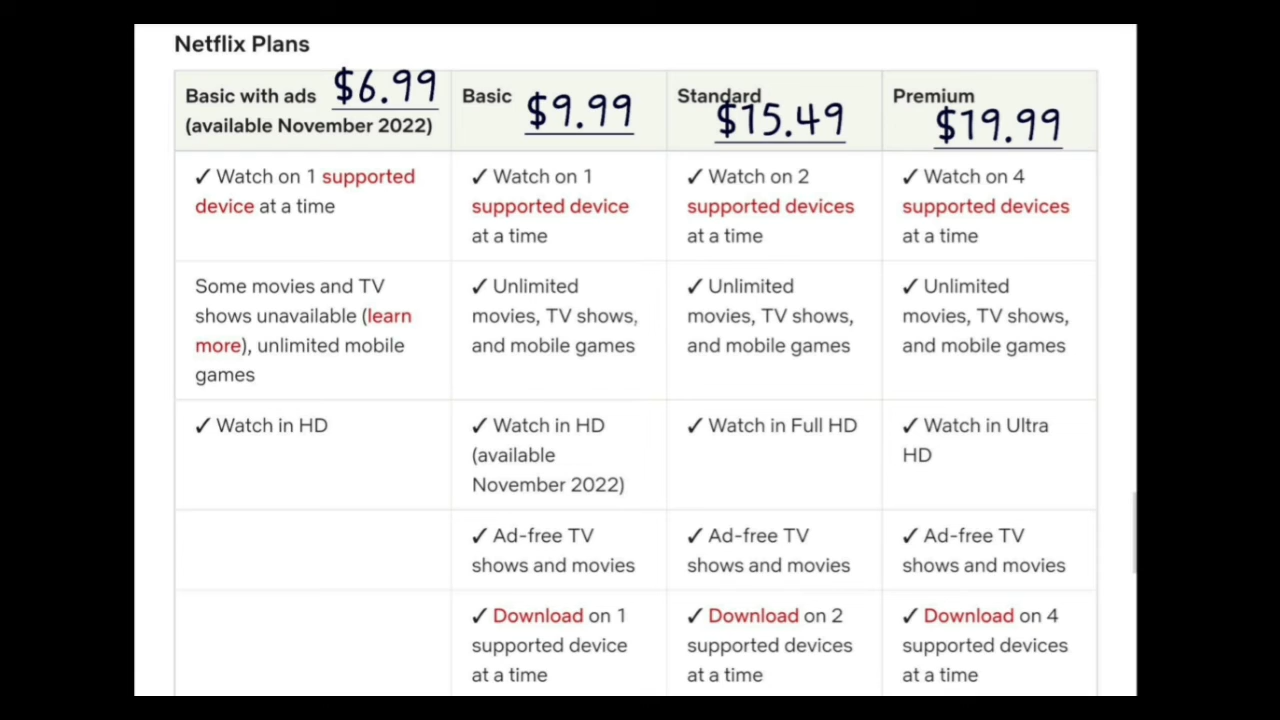 Netflix Plans
Basic with ads $6.99
(available November 2022)
Basic $9.99
Standard $15.49
Premium $19.99
✓ Watch on 1 supported
device at a time
✓ Watch on 1
supported device
at a time
✓ Watch on 2
supported devices
at a time
✓ Watch on 4
supported devices
at a time
Some movies and TV
shows unavailable (learn
more), unlimited mobile
games
✓ Unlimited
movies, TV shows,
and mobile games
✓ Unlimited
movies, TV shows,
and mobile games
✓ Unlimited
movies, TV shows,
and mobile games
✓ Watch in HD
✓ Watch in HD
(available
November 2022)
✓ Watch in Full HD
✓ Watch in Ultra
HD
✓ Ad-free TV
shows and movies
✓ Ad-free TV
shows and movies
✓ Ad-free TV
shows and movies
✓ Download on 1
supported device
at a time
✓ Download on 2
supported devices
at a time
✓ Download on 4
supported devices
at a time